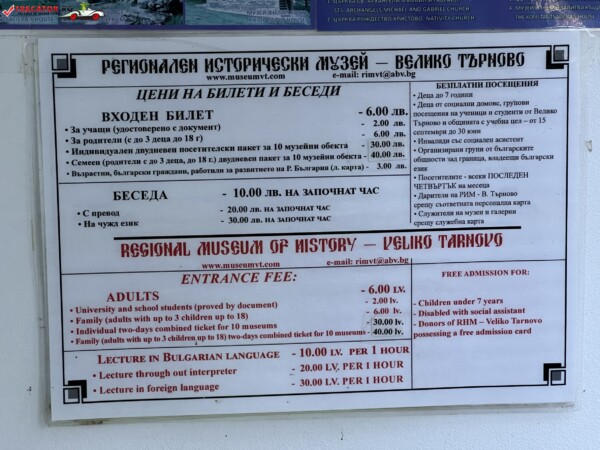 STS. ARCHANGELS MICHAEL AND GABRIEL CHURCH
РЕГИОНАЛЕН ИСТОРИЧЕСКИ МУЗЕЙ – ВЕЛИКО ТЪРНОВО
www.museumvt.com e-mail: rimvt@abv.bg
ЦЕНИ НА БИЛЕТИ И БЕСЕДИ
ВХОДЕН БИЛЕТ - 6.00 ЛВ.
• За учащи (удостоверено с документ) - 2.00 лв.
• За родители (с до 3 деца до 18 г) - 6.00 лв.
• Индивидуален двудневен посетителски пакет за 10 музейни обекта - 30.00 лв.
• Семеен (родители с до 3 деца, до 18 г.) двудневен пакет за 10 музейни обекта - 40.00 лв.
• Възрастни, български граждани, работили за развитието на Р. България (л. карта) - 3.00 лв.
БЕСЕДА - 10.00 ЛВ. НА ЗАПОЧНАТ ЧАС
• С превод - 20.00 ЛВ. НА ЗАПОЧНАТ ЧАС
• На чужд език - 30.00 ЛВ. НА ЗАПОЧНАТ ЧАС
БЕЗПЛАТНИ ПОСЕЩЕНИЯ
• Деца до 7 години
• Деца от социални домове, групови
посещения на ученици и студенти от Велико
Търново и общината с учебна цел – от 15
септември до 30 юни
• Инвалиди със социален асистент
• Организирани групи от българските
общности зад граница, владеещи български
език
• Посетителите - всеки ПОСЛЕДЕН
ЧЕТВЪРТЪК на месеца
• Дарители на РИМ - В. Търново
срещу съответната персонална карта
• Служители на музеи и галерии
срещу служебна карта
REGIONAL MUSEUM OF HISTORY – VELIKO TARNOVO
www.museumvt.com e-mail: rimvt@abv.bg
ENTRANCE FEE:
ADULTS - 6.00 LV.
• University and school students (proved by document) - 2.00 lv.
• Family (adults with up to 3 children up to 18) - 6.00 lv.
• Individual two-days combined ticket for 10 museums - 30.00 lv.
• Family (adults with up to 3 children up to 18) two-days combined ticket for 10 museums - 40.00 lv.
LECTURE IN BULGARIAN LANGUAGE - 10.00 LV. PER 1 HOUR
• Lecture through out interpreter - 20.00 LV. PER 1 HOUR
• Lecture in foreign language - 30.00 LV. PER 1 HOUR
FREE ADMISSION FOR:
- Children under 7 years
- Disabled with social assistant
- Donors of RHM – Veliko Tarnovo
possessing a free admission card